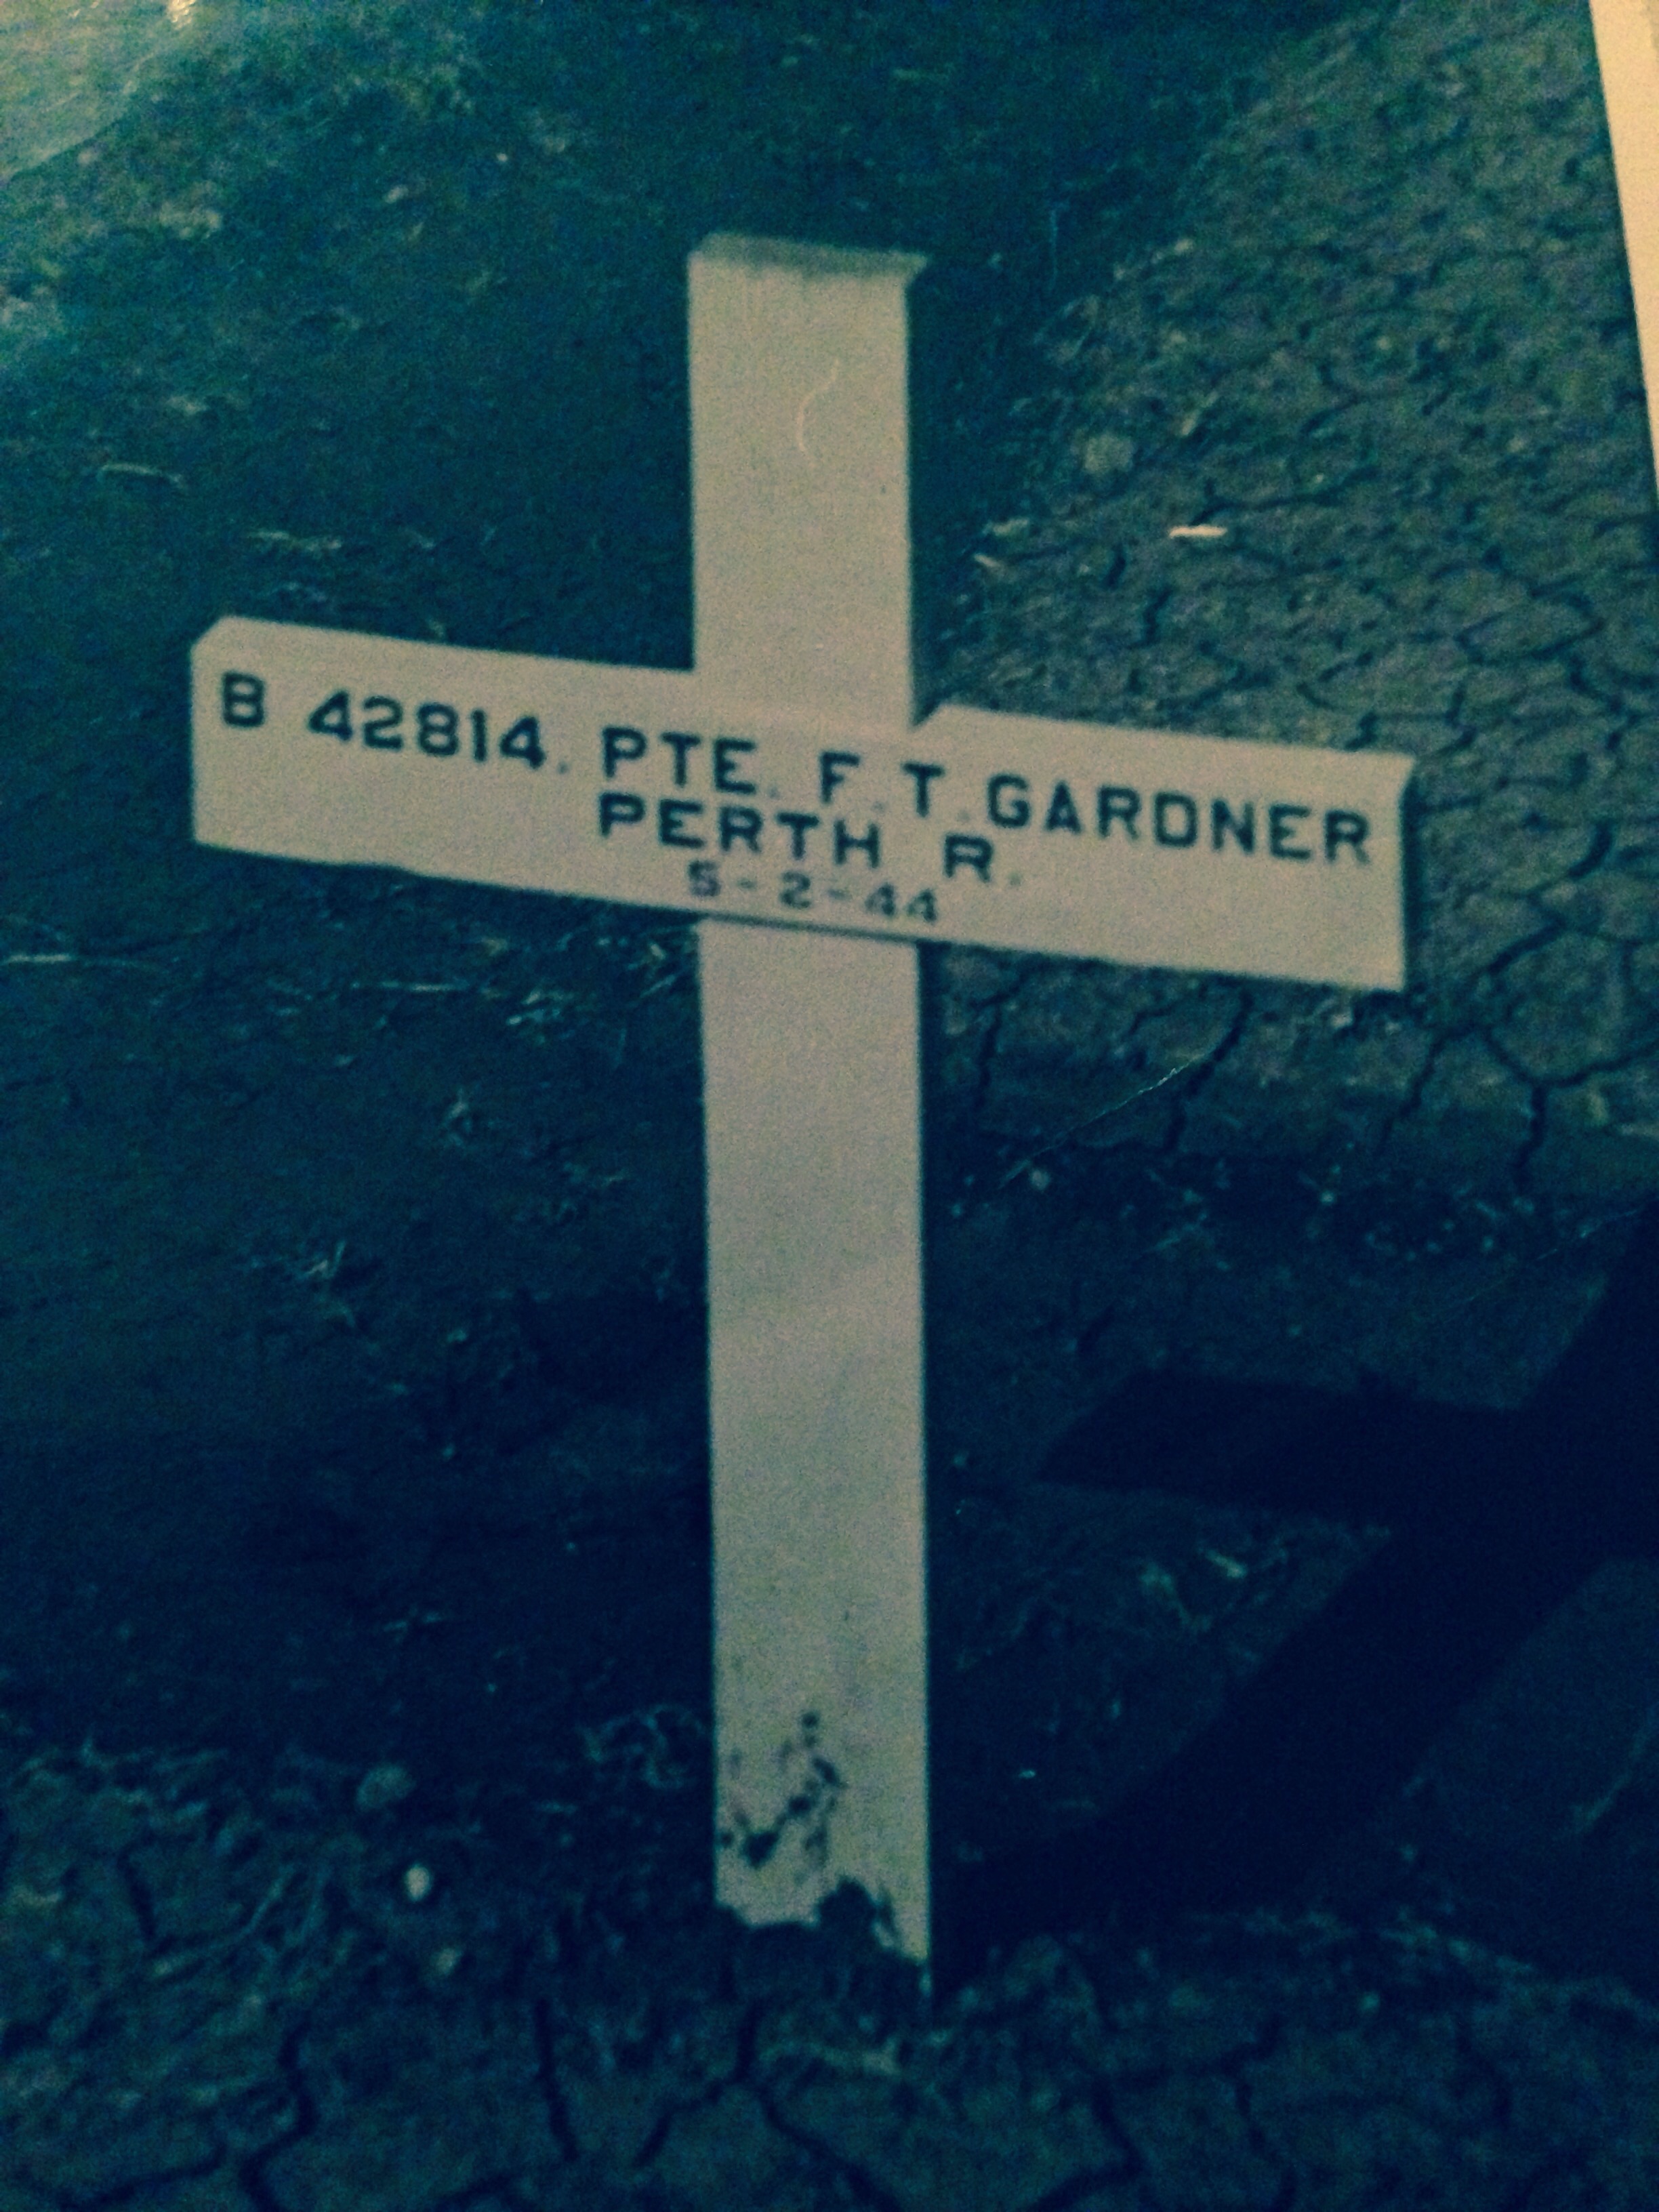 B 42814. PTE. F.T. GARDNER
PERTH R.
5-2-44